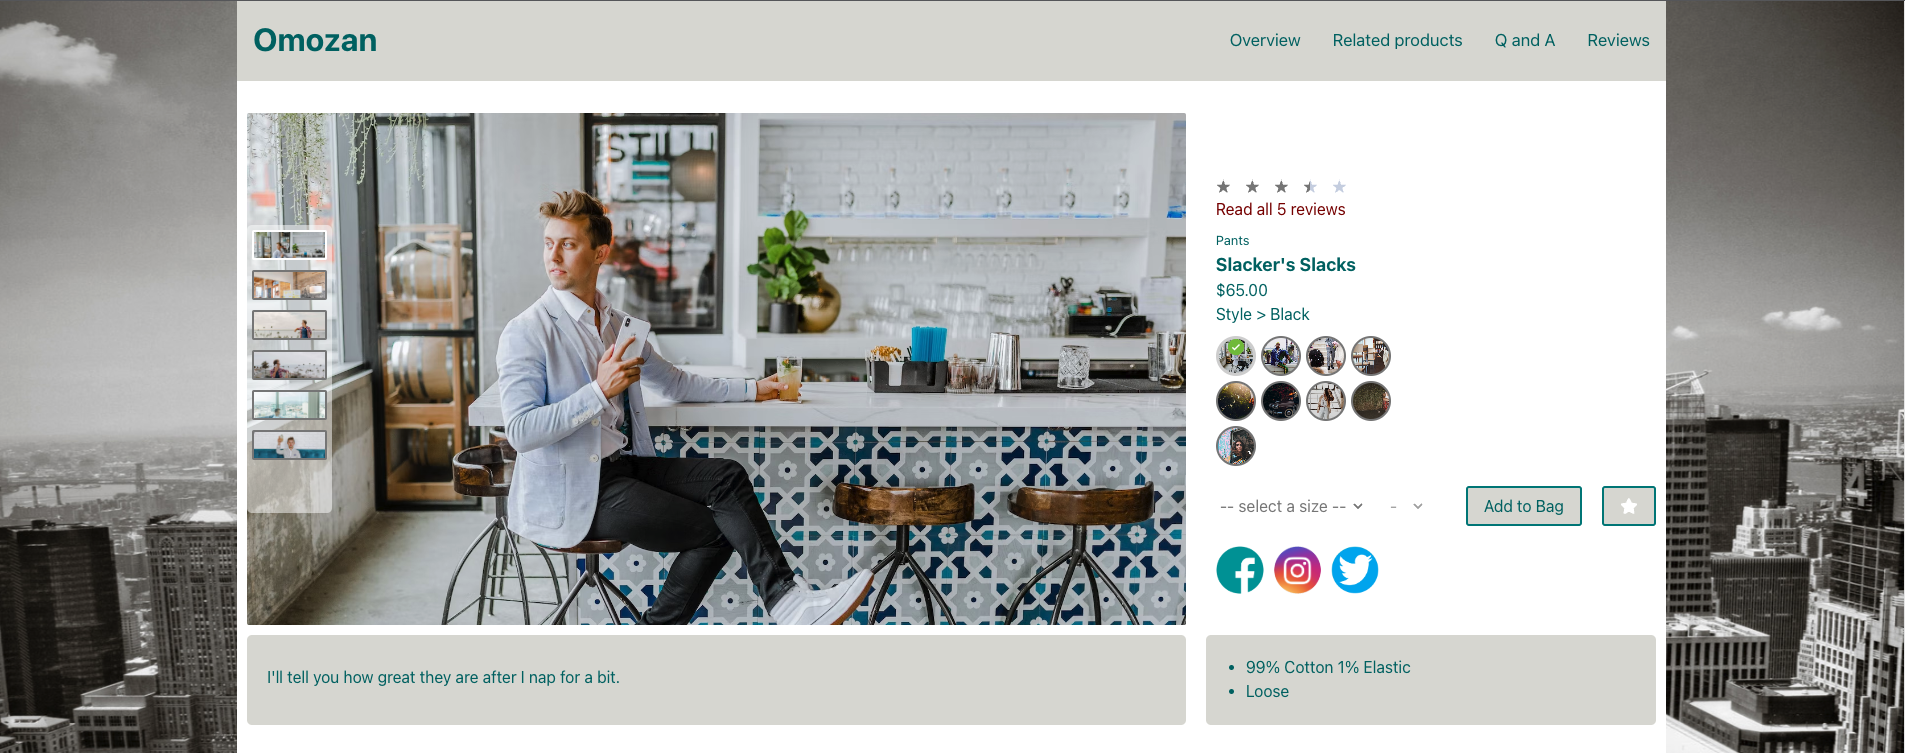 Omozan
Overview Related products Q and A Reviews
Read all 5 reviews
Pants
Slacker's Slacks
$65.00
Style > Black
-- select a size -- - Add to Bag
I'll tell you how great they are after I nap for a bit.
• 99% Cotton 1% Elastic
• Loose